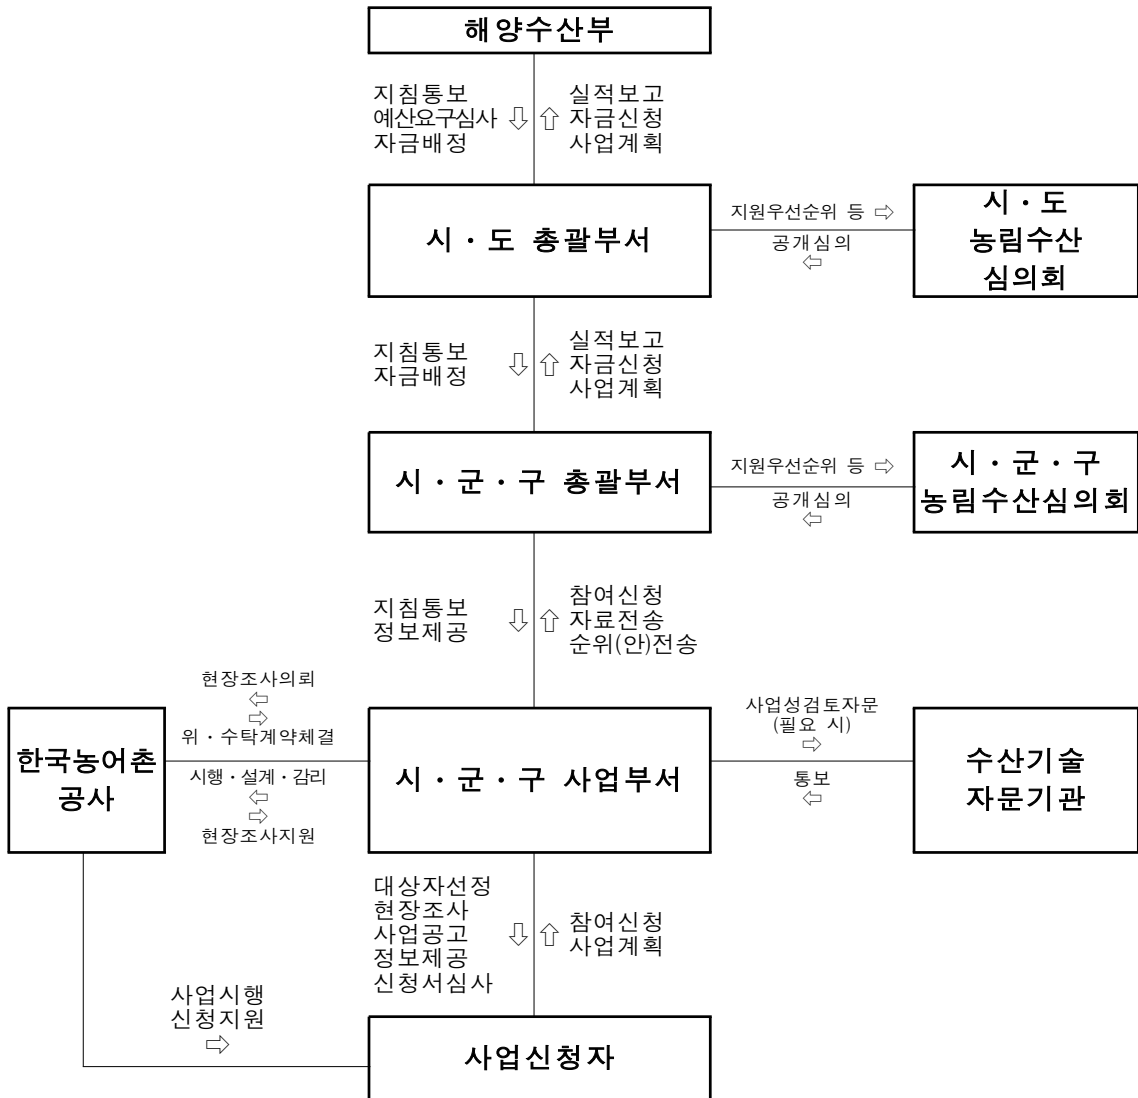 해양수산부
지침통보
예산요구심사
자금배정
⇩ ⇧
실적보고
자금신청
사업계획
시・도 총괄부서
지원우선순위 등 ⇨
공개심의
⇦
시・도
농림수산
심의회
지침통보
자금배정
⇩ ⇧
실적보고
자금신청
사업계획
시・군・구 총괄부서
지원우선순위 등 ⇨
공개심의
⇦
시・군・구
농림수산심의회
지침통보
정보제공
⇩ ⇧
참여신청
자료전송
순위(안)전송
한국농어촌
공사
현장조사의뢰
⇦
⇨
위・수탁계약체결
시행・설계・감리
⇦
⇨
현장조사지원
시・군・구 사업부서
사업성검토자문
(필요 시)
⇨
통보
⇦
수산기술
자문기관
대상자선정
현장조사
사업공고
정보제공
신청서심사
⇩ ⇧
참여신청
사업계획
사업시행
신청지원
⇨
사업신청자